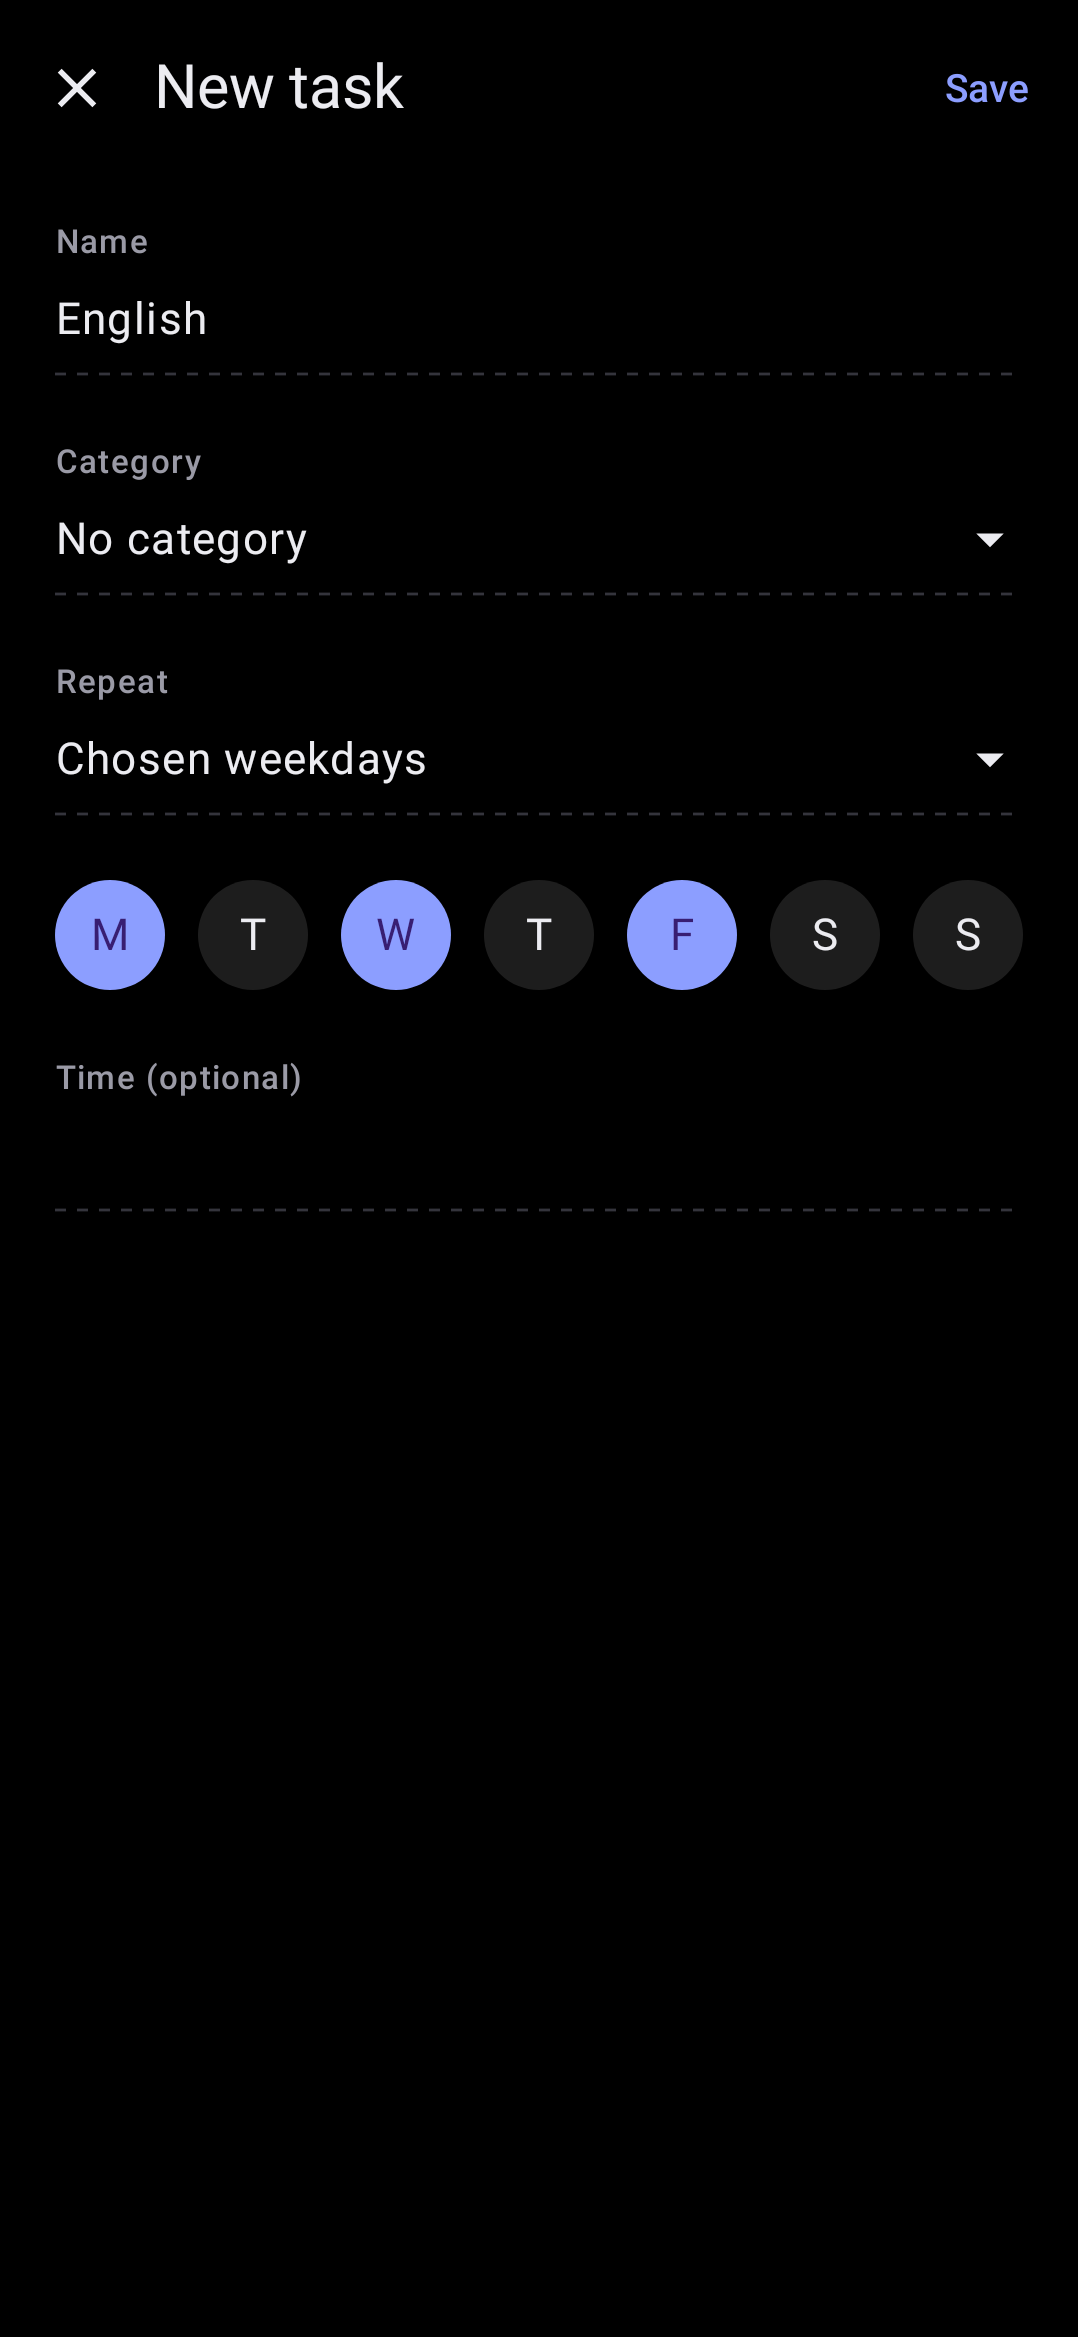 New task
Save
Name
English
Category
No category
Repeat
Chosen weekdays
M T W T F S S
Time (optional)